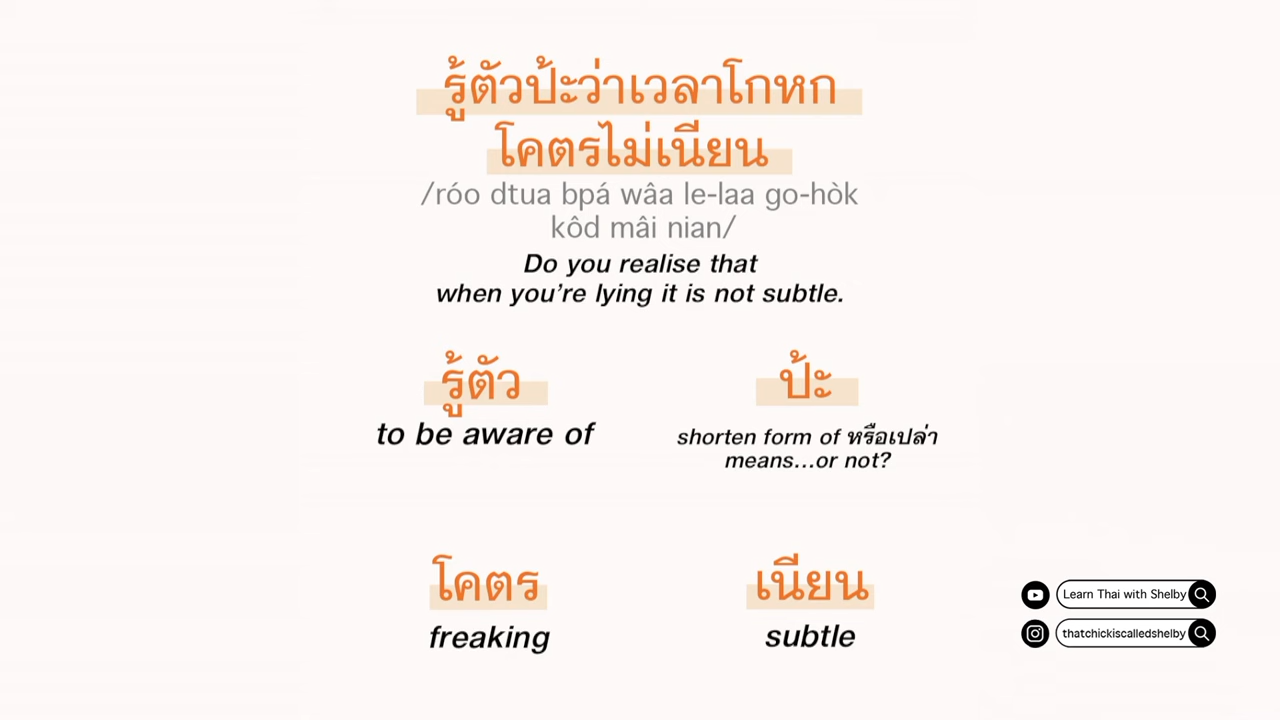 รู้ตัวป้ะว่าเวลาโกหก
โคตรไม่เนียน
/róo dtua bpá wâa le-laa go-hòk
kôd mâi nian/
Do you realise that
when you’re lying it is not subtle.
รู้ตัว
to be aware of
ป้ะ
shorten form of หรือเปล่า
means...or not?
โคตร
freaking
เนียน
subtle
Learn Thai with Shelby
thatchickiscalledshelby